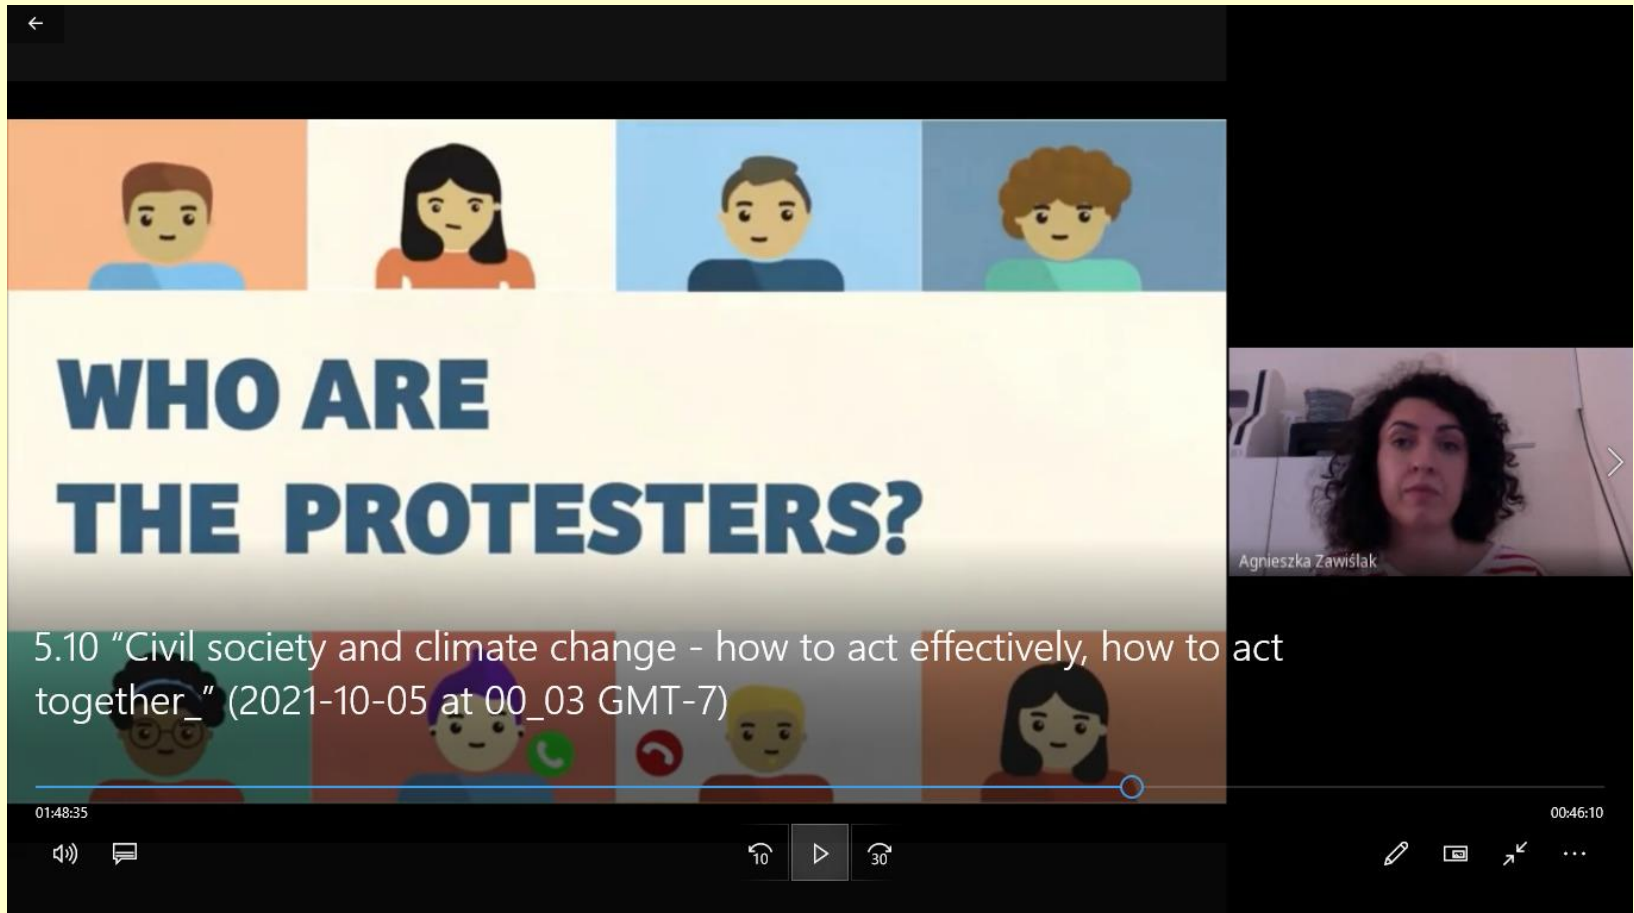 WHO ARE
THE PROTESTERS?
Agnieszka Zawiślak
5.10 “Civil society and climate change - how to act effectively, how to act
together_” (2021-10-05 at 00_03 GMT-7)
01:48:35
00:46:10
10
30